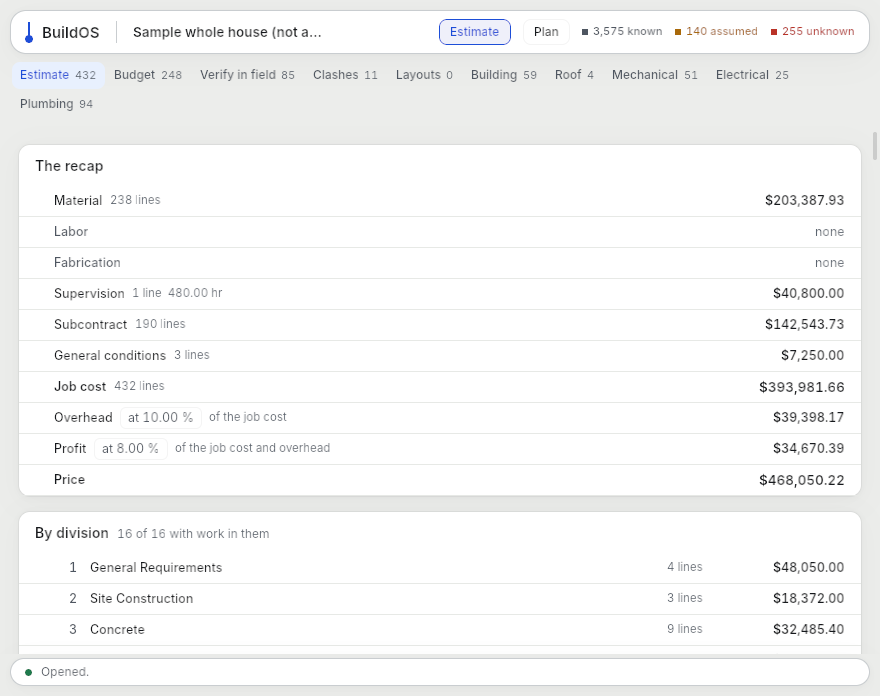 BuildOS Sample whole house (not a... Estimate Plan 3,575 known 140 assumed 255 unknown
Estimate 432 Budget 248 Verify in field 85 Clashes 11 Layouts 0 Building 59 Roof 4 Mechanical 51 Electrical 25
Plumbing 94
The recap
Material 238 lines $203,387.93
Labor none
Fabrication none
Supervision 1 line 480.00 hr $40,800.00
Subcontract 190 lines $142,543.73
General conditions 3 lines $7,250.00
Job cost 432 lines $393,981.66
Overhead at 10.00 % of the job cost $39,398.17
Profit at 8.00 % of the job cost and overhead $34,670.39
Price $468,050.22
By division 16 of 16 with work in them
1 General Requirements 4 lines $48,050.00
2 Site Construction 3 lines $18,372.00
3 Concrete 9 lines $32,485.40
Opened.